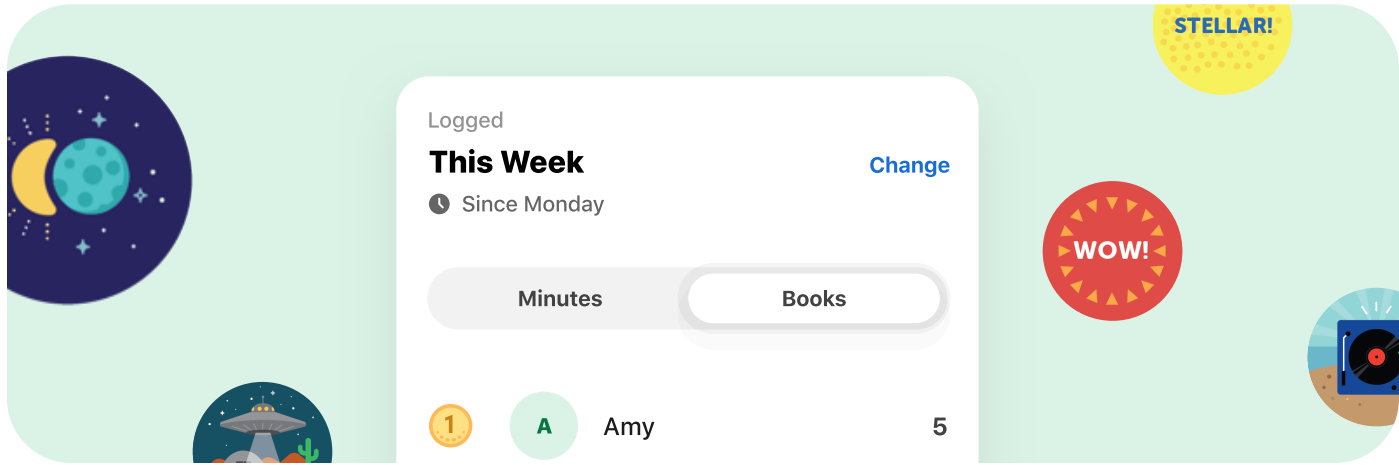 STELLAR!
Logged
This Week
Change
Since Monday
WOW!
Minutes
Books
1
A
Amy
5